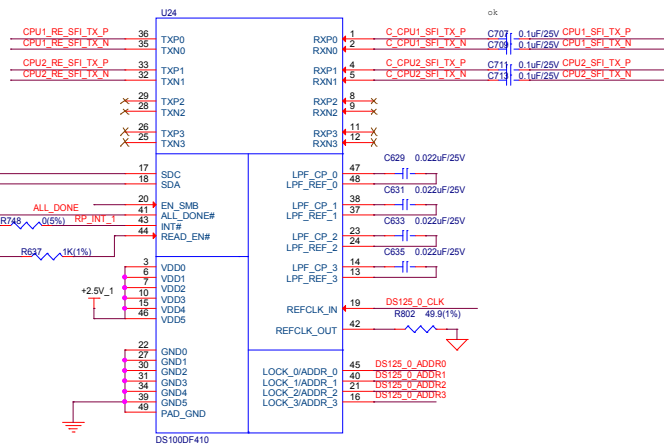 U24
ok
CPU1_RE_SFI_TX_P 36 TXP0 RXP0 1 C_CPU1_SFI_TX_P C707 0.1uF/25V CPU1_SFI_TX_P
CPU1_RE_SFI_TX_N 35 TXN0 RXN0 2 C_CPU1_SFI_TX_N C709 0.1uF/25V CPU1_SFI_TX_N
CPU2_RE_SFI_TX_P 33 TXP1 RXP1 4 C_CPU2_SFI_TX_P C711 0.1uF/25V CPU2_SFI_TX_P
CPU2_RE_SFI_TX_N 32 TXN1 RXN1 5 C_CPU2_SFI_TX_N C713 0.1uF/25V CPU2_SFI_TX_N
29 TXP2 RXP2 8
28 TXN2 RXN2 9
26 TXP3 RXP3 11
25 TXN3 RXN3 12
C629 0.022uF/25V
17 SDC LPF_CP_0 47
18 SDA LPF_REF_0 48
C631 0.022uF/25V
20 EN_SMB LPF_CP_1 38
ALL_DONE 41 ALL_DONE# LPF_REF_1 37
R748 0(5%) RP_INT_1 43 INT# C633 0.022uF/25V
44 READ_EN# LPF_CP_2 23
LPF_REF_2 24
R637 1K(1%) C635 0.022uF/25V
3 VDD0 LPF_CP_3 14
6 VDD1 LPF_REF_3 13
7 VDD2
+2.5V_1 10 VDD3
15 VDD4 REFCLK_IN 19 DS125_0_CLK
46 VDD5 R802 49.9(1%)
REFCLK_OUT 42
22 GND0
27 GND1
30 GND2 LOCK_0/ADDR_0 45 DS125_0_ADDR0
31 GND3 LOCK_1/ADDR_1 40 DS125_0_ADDR1
34 GND4 LOCK_2/ADDR_2 21 DS125_0_ADDR2
39 GND5 LOCK_3/ADDR_3 16 DS125_0_ADDR3
49 PAD_GND
DS100DF410